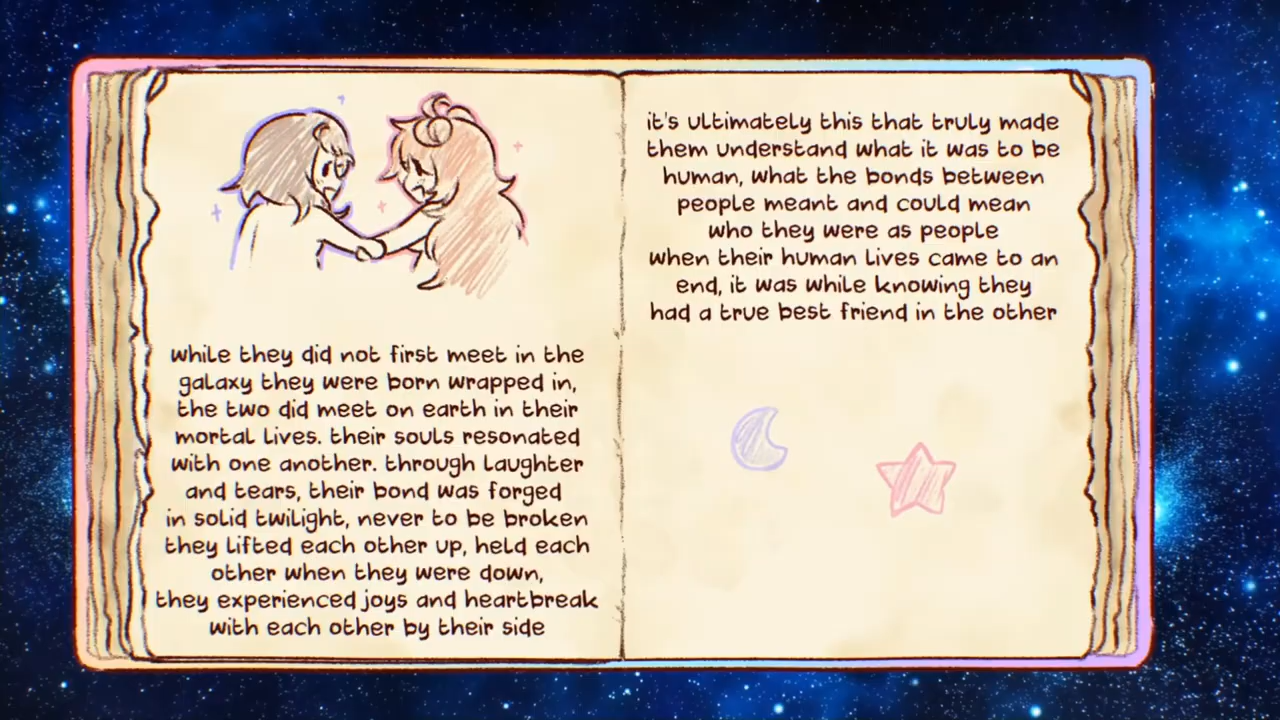 while they did not first meet in the
galaxy they were born wrapped in,
the two did meet on earth in their
mortal lives. their souls resonated
with one another. through laughter
and tears, their bond was forged
in solid twilight, never to be broken
they lifted each other up, held each
other when they were down,
they experienced joys and heartbreak
with each other by their side
it's ultimately this that truly made
them understand what it was to be
human, what the bonds between
people meant and could mean
who they were as people
when their human lives came to an
end, it was while knowing they
had a true best friend in the other